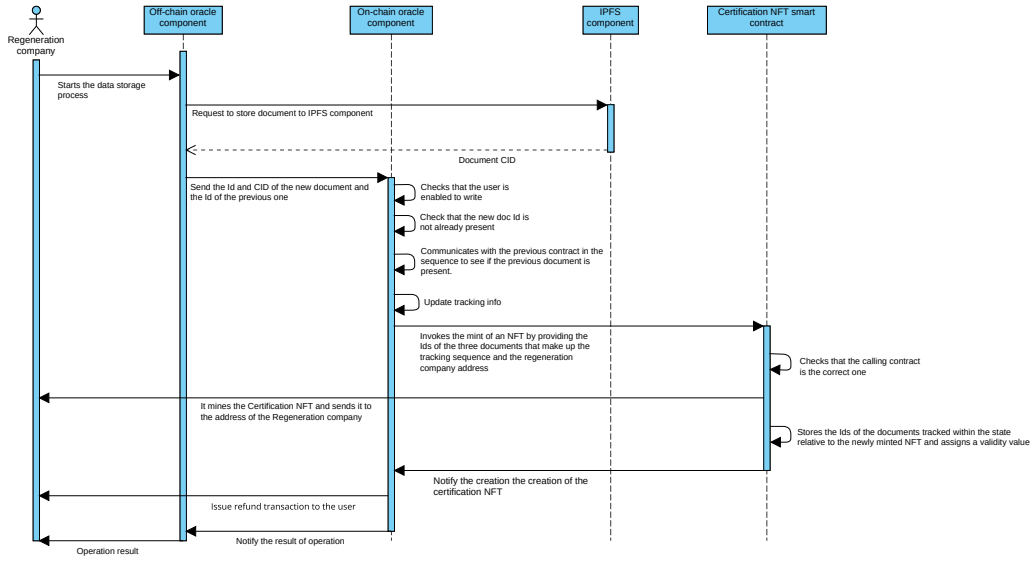 Regeneration
company
Off-chain oracle
component
On-chain oracle
component
IPFS
component
Certification NFT smart
contract
Starts the data storage
process
Request to store document to IPFS component
Document CID
Send the Id and CID of the new document and
the Id of the previous one
Checks that the user is
enabled to write
Check that the new doc Id is
not already present
Communicates with the previous contract in the
sequence to see if the previous document is
present.
Update tracking info
Invokes the mint of an NFT by providing the
Ids of the three documents that make up the
tracking sequence and the regeneration
company address
Checks that the calling contract
is the correct one
It mines the Certification NFT and sends it to
the address of the Regeneration company
Stores the Ids of the documents tracked within the state
relative to the newly minted NFT and assigns a validity value
Notify the creation the creation of the
certification NFT
Issue refund transaction to the user
Notify the result of operation
Operation result